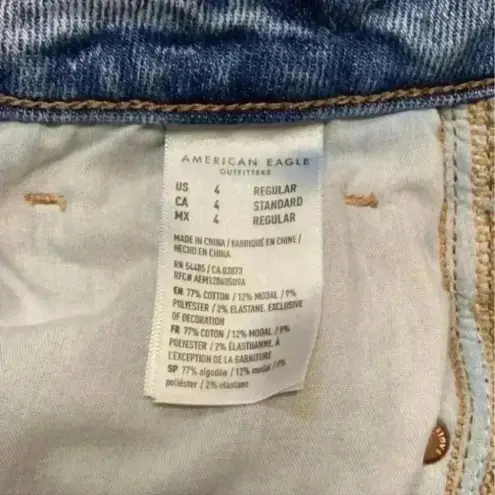 AMERICAN EAGLE
OUTFITTERS
US 4 REGULAR
CA 4 STANDARD
MX 4 REGULAR
MADE IN CHINA / FABRIQUÉ EN CHINE /
HECHO EN CHINA
RN 54485 / CA 03873
RFC# AEM1206
EN 77% COTTON / 12% MODAL / 9%
POLYESTER / 2% ELASTANE, EXCLUSIVE
OF DECORATION
FR 77% COTON / 12% MODAL / 9%
POLYESTER / 2% ÉLASTHANNE, À
L'EXCEPTION DE LA GARNITURE
SP 77% algodón / 12% modal / 9%
poliéster / 2% elastano